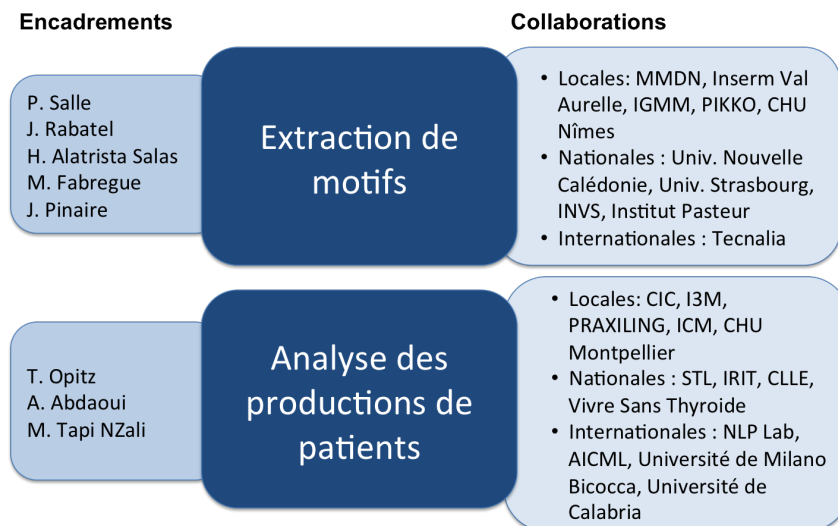 Encadrements
Collaborations
P. Salle
J. Rabatel
H. Alatrista Salas
M. Fabregue
J. Pinaire
Extraction de
motifs
• Locales: MMDN, Inserm Val
Aurelle, IGMM, PIKKO, CHU
Nîmes
• Nationales : Univ. Nouvelle
Calédonie, Univ. Strasbourg,
INVS, Institut Pasteur
• Internationales : Tecnalia
T. Opitz
A. Abdaoui
M. Tapi NZali
Analyse des
productions de
patients
• Locales: CIC, I3M,
PRAXILING, ICM, CHU
Montpellier
• Nationales : STL, IRIT, CLLE,
Vivre Sans Thyroide
• Internationales : NLP Lab,
AICML, Université de Milano
Bicocca, Université de
Calabria